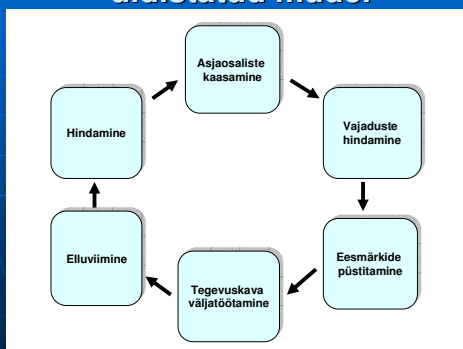 Asjaosaliste
kaasamine
Vajaduste
hindamine
Eesmärkide
püstitamine
Tegevuskava
väljatöötamine
Elluviimine
Hindamine